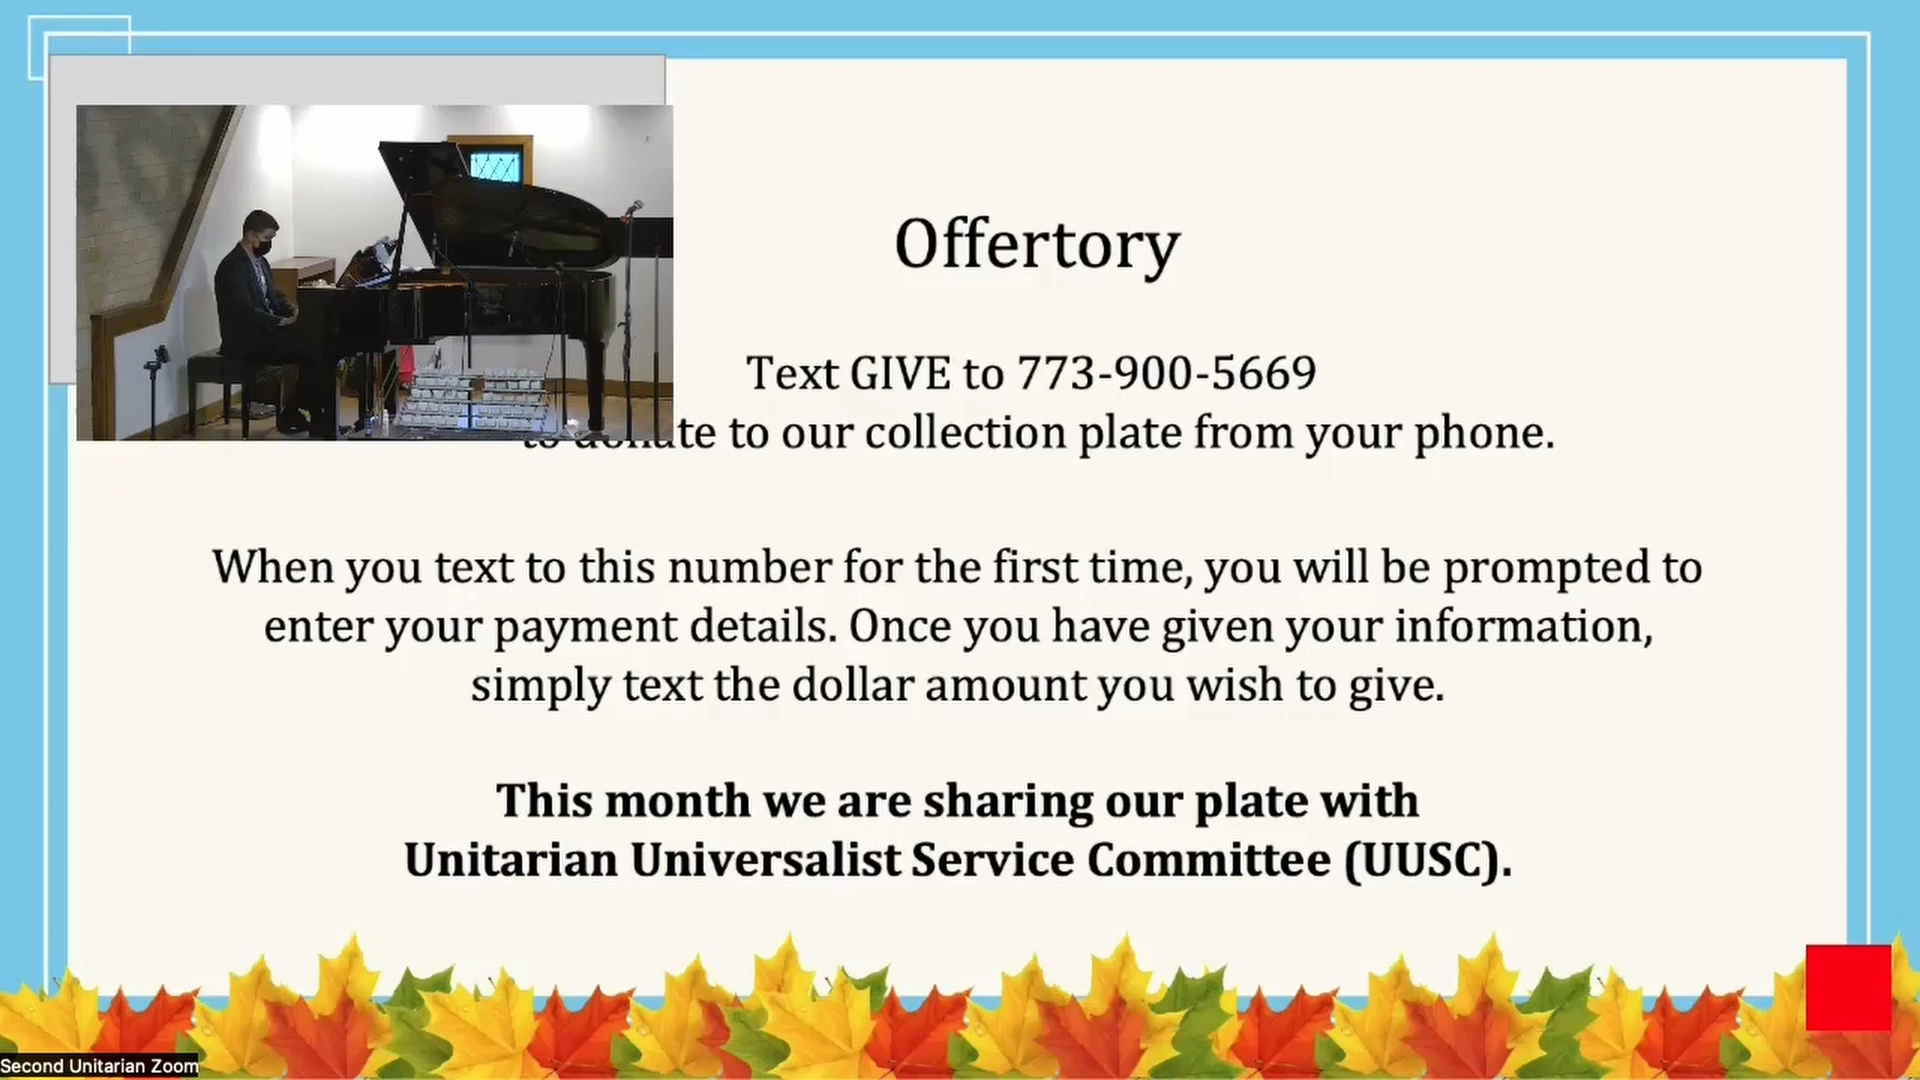 Offertory
Text GIVE to 773-900-5669
to donate to our collection plate from your phone.
When you text to this number for the first time, you will be prompted to
enter your payment details. Once you have given your information,
simply text the dollar amount you wish to give.
This month we are sharing our plate with
Unitarian Universalist Service Committee (UUSC).
Second Unitarian Zoom